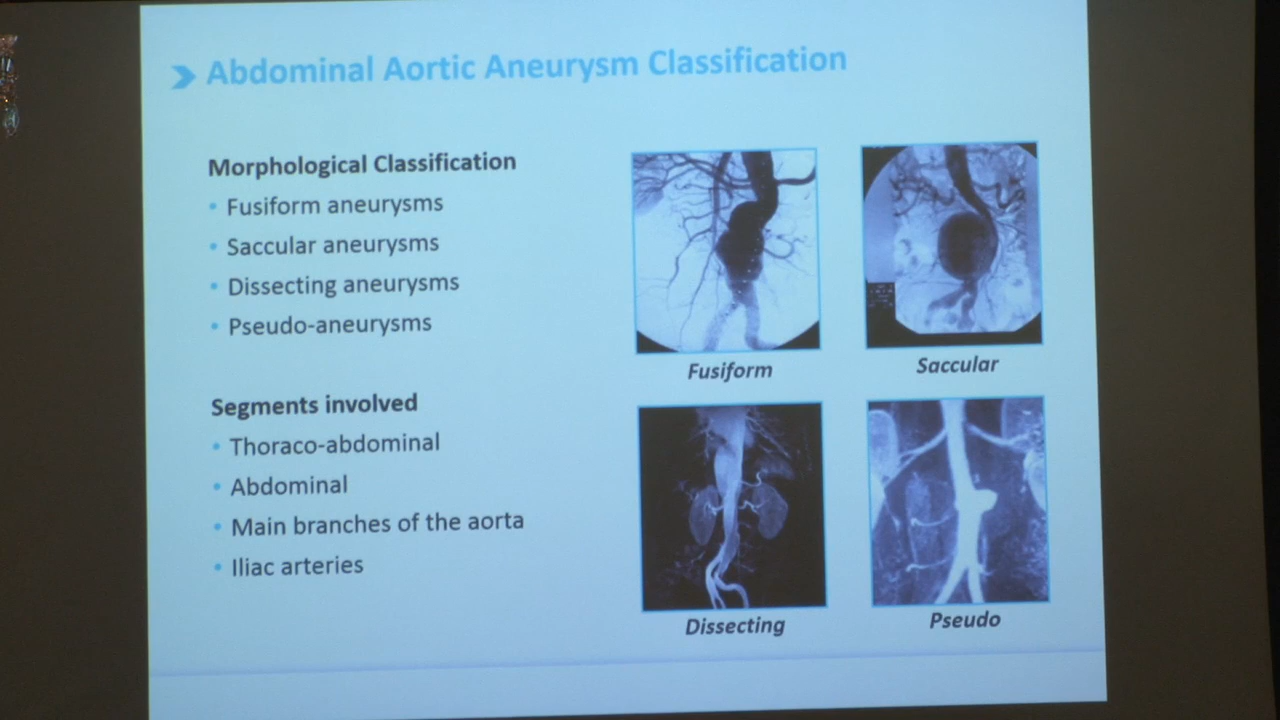 Abdominal Aortic Aneurysm Classification
Morphological Classification
Fusiform aneurysms
Saccular aneurysms
Dissecting aneurysms
Pseudo-aneurysms
Segments involved
Thoraco-abdominal
Abdominal
Main branches of the aorta
Iliac arteries
Fusiform
Saccular
Dissecting
Pseudo